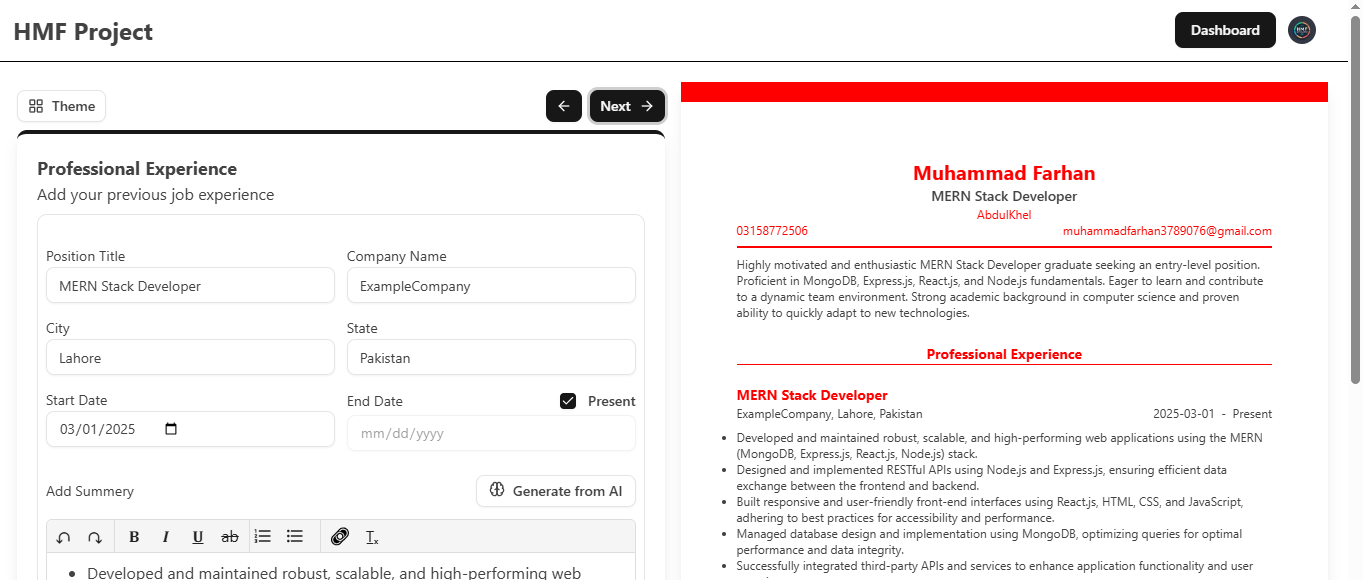 HMF Project
Dashboard
Theme
Next
Professional Experience
Add your previous job experience
Position Title
Company Name
MERN Stack Developer
ExampleCompany
City
State
Lahore
Pakistan
Start Date
End Date
Present
03/01/2025
mm/dd/yyyy
Add Summery
Generate from AI
B I U ab
Developed and maintained robust, scalable, and high-performing web
Muhammad Farhan
MERN Stack Developer
AbdulKhel
03158772506
muhammadfarhan3789076@gmail.com
Highly motivated and enthusiastic MERN Stack Developer graduate seeking an entry-level position.
Proficient in MongoDB, Express.js, React.js, and Node.js fundamentals. Eager to learn and contribute
to a dynamic team environment. Strong academic background in computer science and proven
ability to quickly adapt to new technologies.
Professional Experience
MERN Stack Developer
ExampleCompany, Lahore, Pakistan
2025-03-01 - Present
Developed and maintained robust, scalable, and high-performing web applications using the MERN
(MongoDB, Express.js, React.js, Node.js) stack.
Designed and implemented RESTful APIs using Node.js and Express.js, ensuring efficient data
exchange between the frontend and backend.
Built responsive and user-friendly front-end interfaces using React.js, HTML, CSS, and JavaScript,
adhering to best practices for accessibility and performance.
Managed database design and implementation using MongoDB, optimizing queries for optimal
performance and data integrity.
Successfully integrated third-party APIs and services to enhance application functionality and user